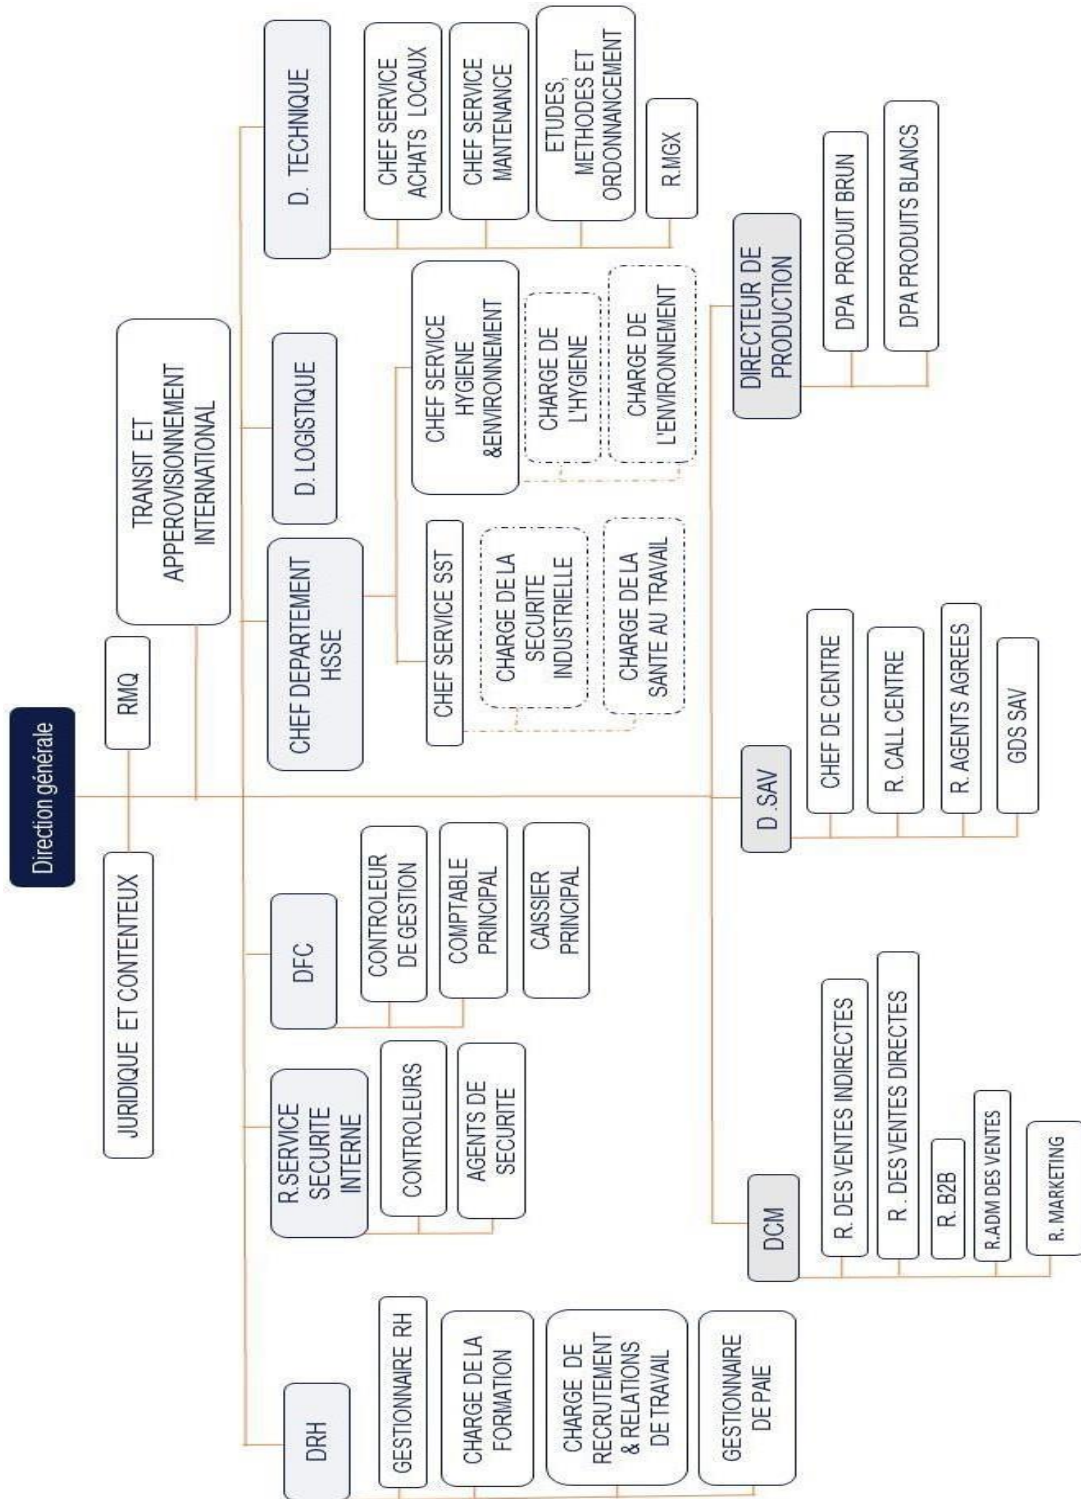 Direction générale
JURIDIQUE ET CONTENTEUX
RMQ
TRANSIT ET
APPEROVISIONNEMENT
INTERNATIONAL
DRH
GESTIONNAIRE RH
CHARGE DE LA
FORMATION
CHARGE DE
RECRUTEMENT
& RELATIONS
DE TRAVAIL
GESTIONNAIRE
DE PAIE
R.SERVICE
SECURITE
INTERNE
CONTROLEURS
AGENTS DE
SECURITE
DFC
CONTROLEUR
DE GESTION
COMPTABLE
PRINCIPAL
CAISSIER
PRINCIPAL
CHEF DEPARTEMENT
HSSE
CHEF SERVICE SST
CHARGE DE LA
SECURITE
INDUSTRIELLE
CHARGE DE LA
SANTE AU TRAVAIL
CHEF SERVICE
HYGIENE
&ENVIRONNEMENT
CHARGE DE
L'HYGIENE
CHARGE DE
L'ENVIRONNEMENT
D. LOGISTIQUE
D. TECHNIQUE
CHEF SERVICE
ACHATS LOCAUX
CHEF SERVICE
MANTENANCE
ETUDES,
METHODES ET
ORDONNANCEMENT
R.MGX
DCM
R. DES VENTES INDIRECTES
R. DES VENTES DIRECTES
R. B2B
R.ADM DES VENTES
R. MARKETING
D .SAV
CHEF DE CENTRE
R. CALL CENTRE
R. AGENTS AGREES
GDS SAV
DIRECTEUR DE
PRODUCTION
DPA PRODUIT BRUN
DPA PRODUITS BLANCS